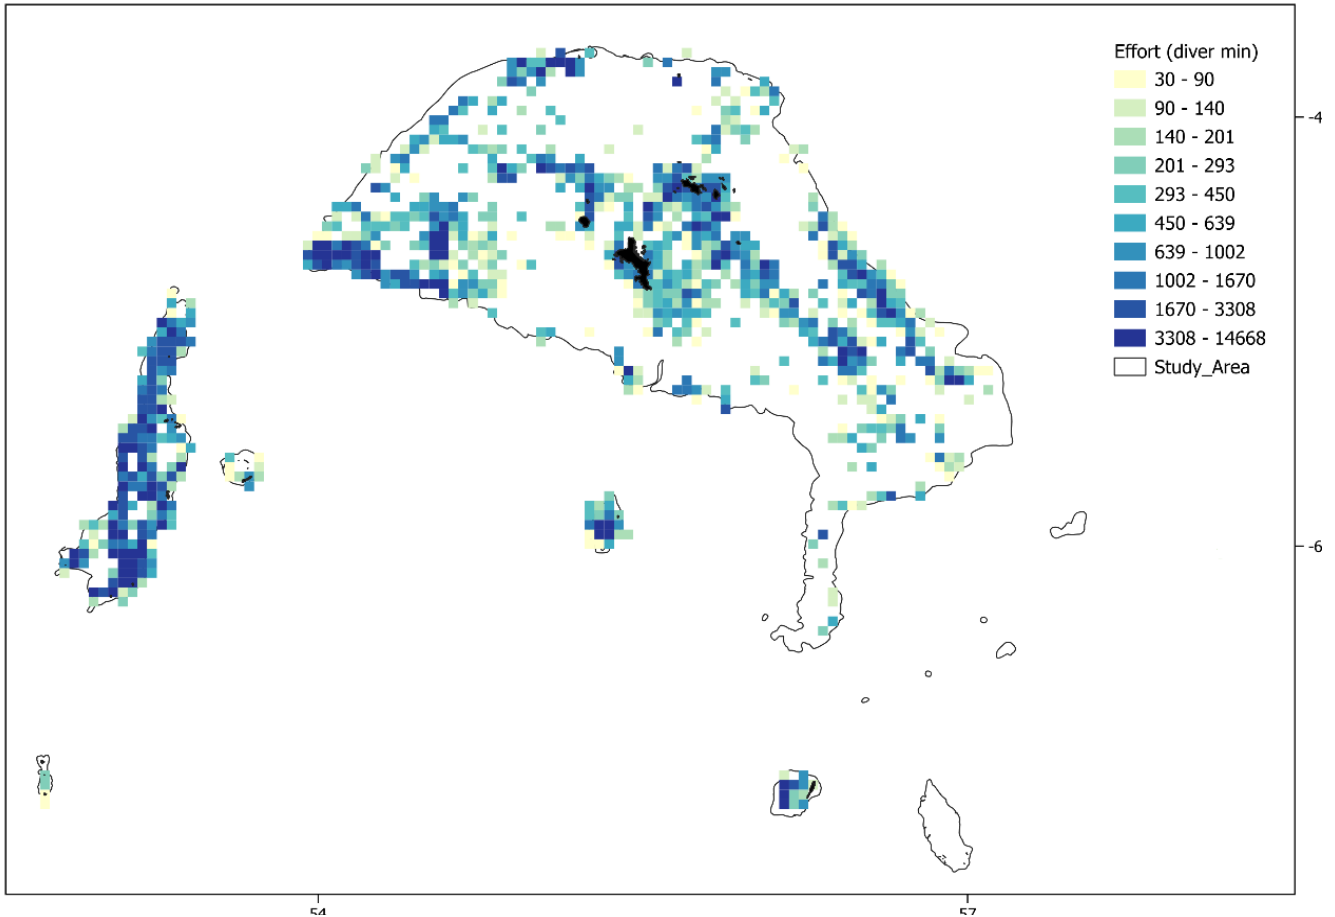 Effort (diver min)
30 - 90
90 - 140
140 - 201
201 - 293
293 - 450
450 - 639
639 - 1002
1002 - 1670
1670 - 3308
3308 - 14668
Study_Area
-4
-6
54
57